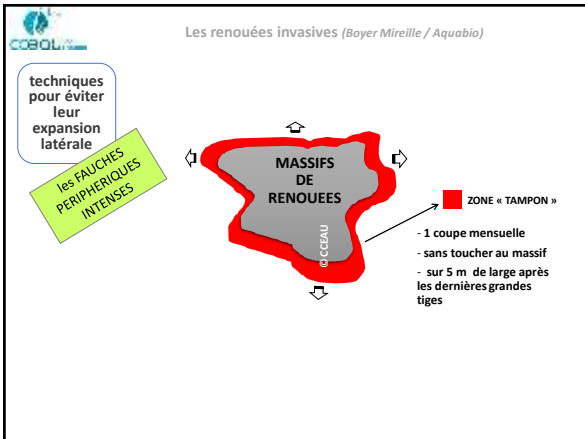 COBALAHMA
Les renouées invasives (Boyer Mireille / Aquabio)
techniques
pour éviter
leur
expansion
latérale
les FAUCHES
PERIPHERIQUES
INTENSES
MASSIFS
DE
RENOUEES
© CCEAU
ZONE « TAMPON »
- 1 coupe mensuelle
- sans toucher au massif
- sur 5 m de large après
les dernières grandes
tiges